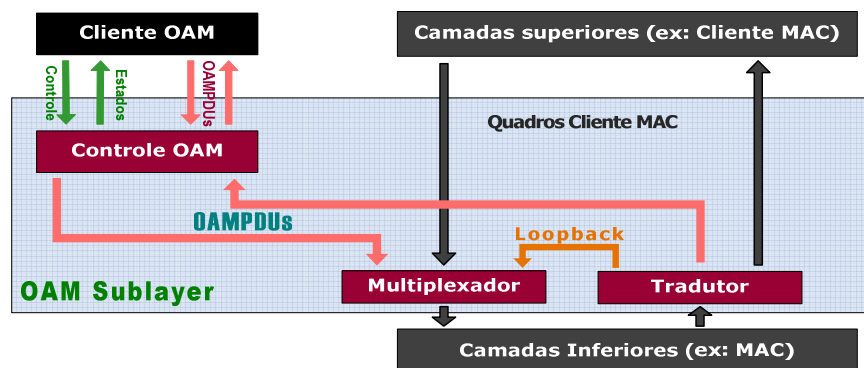 Cliente OAM
Camadas superiores (ex: Cliente MAC)
Controle
Estados
OAMPDUs
Quadros Cliente MAC
Controle OAM
OAMPDUs
Loopback
Multiplexador
Tradutor
OAM Sublayer
Camadas Inferiores (ex: MAC)